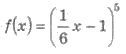 f(x) = (1/6 x − 1)^5